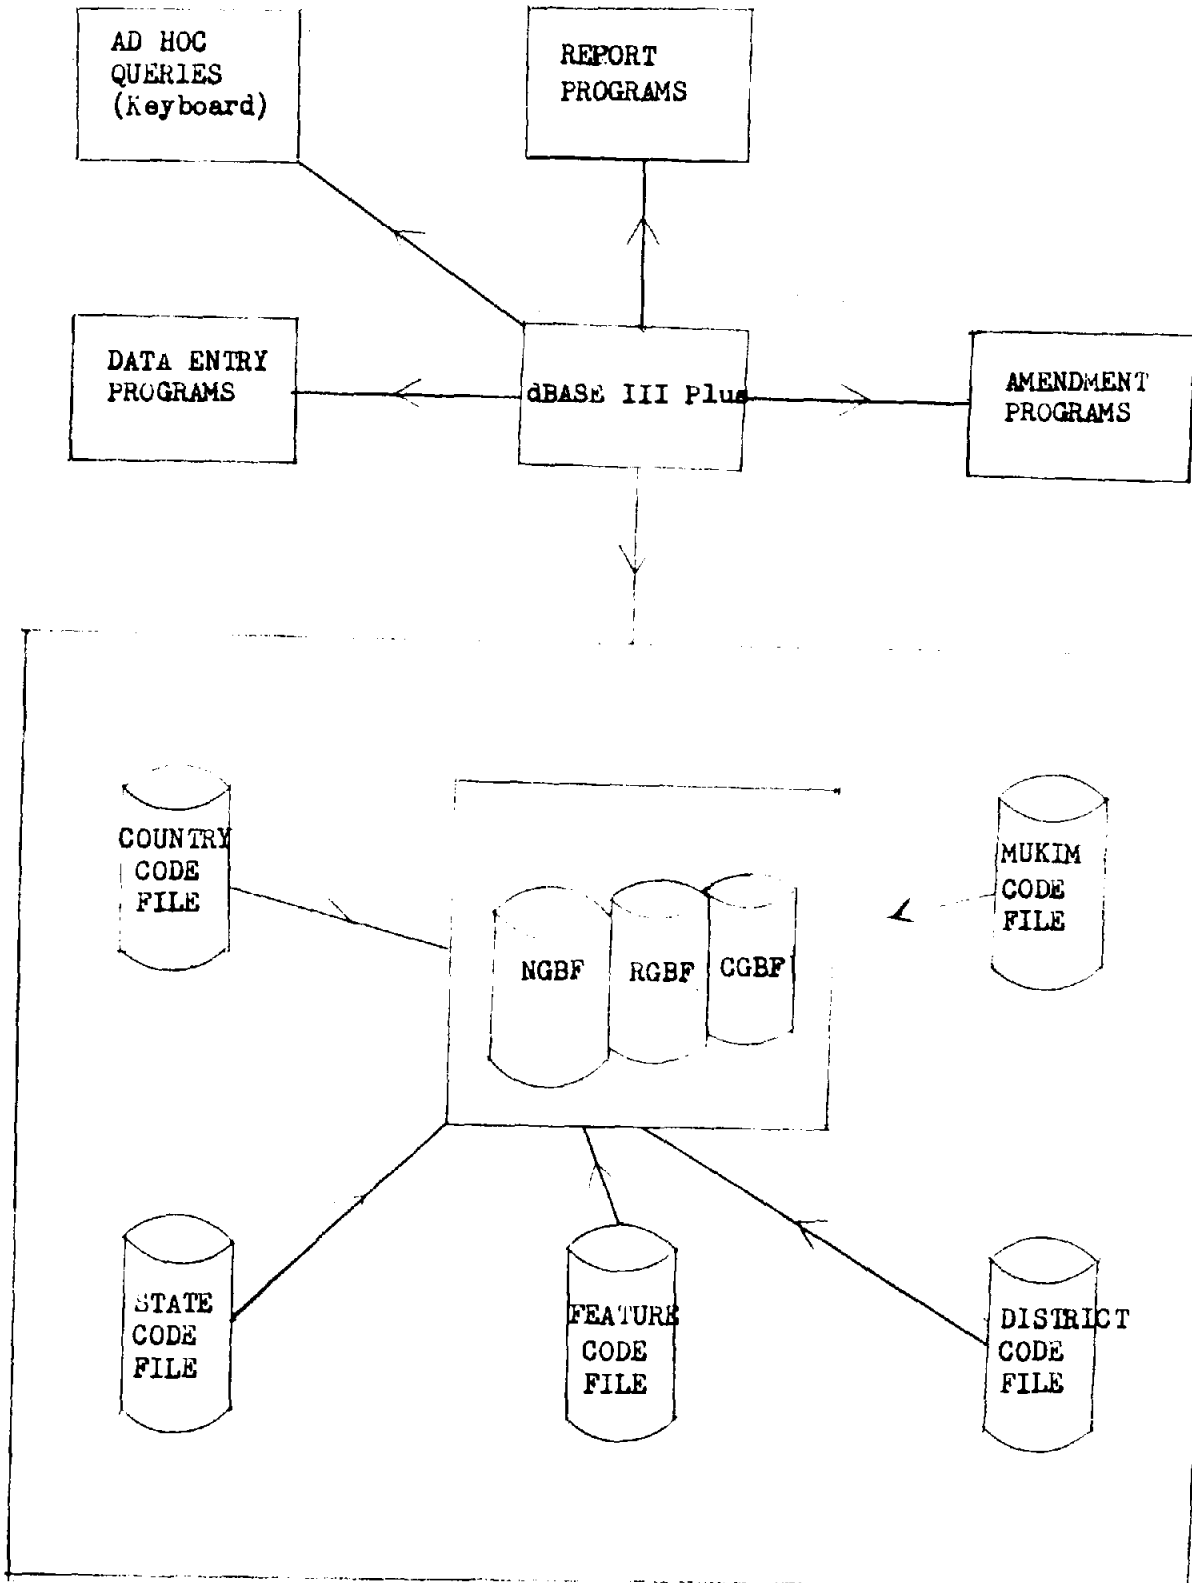 AD HOC
QUERIES
(Keyboard)
REPORT
PROGRAMS
DATA ENTRY
PROGRAMS
dBASE III Plus
AMENDMENT
PROGRAMS
COUNTRY
CODE
FILE
NGBF
RGBF
CGBF
MUKIM
CODE
FILE
STATE
CODE
FILE
FEATURE
CODE
FILE
DISTRICT
CODE
FILE